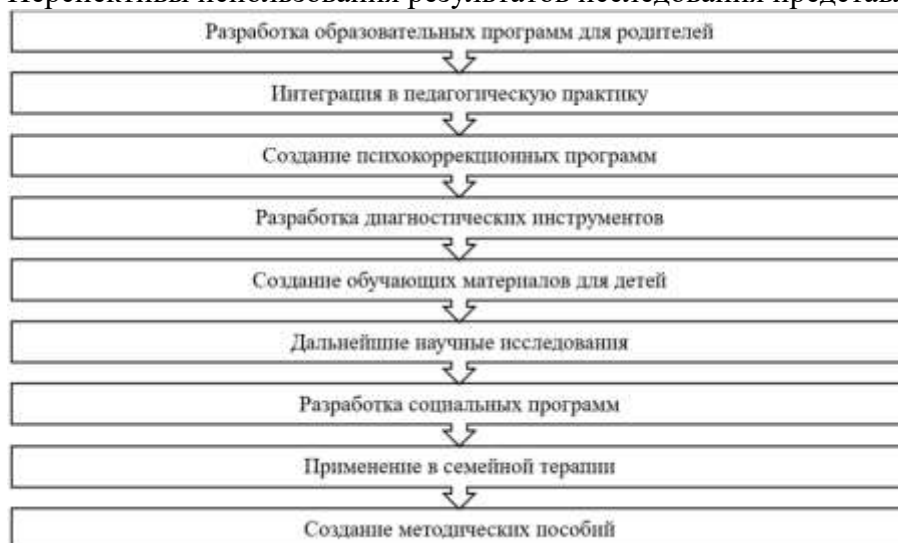 Перспективы использования результатов исследования представл
Разработка образовательных программ для родителей
Интеграция в педагогическую практику
Создание психокоррекционных программ
Разработка диагностических инструментов
Создание обучающих материалов для детей
Дальнейшие научные исследования
Разработка социальных программ
Применение в семейной терапии
Создание методических пособий